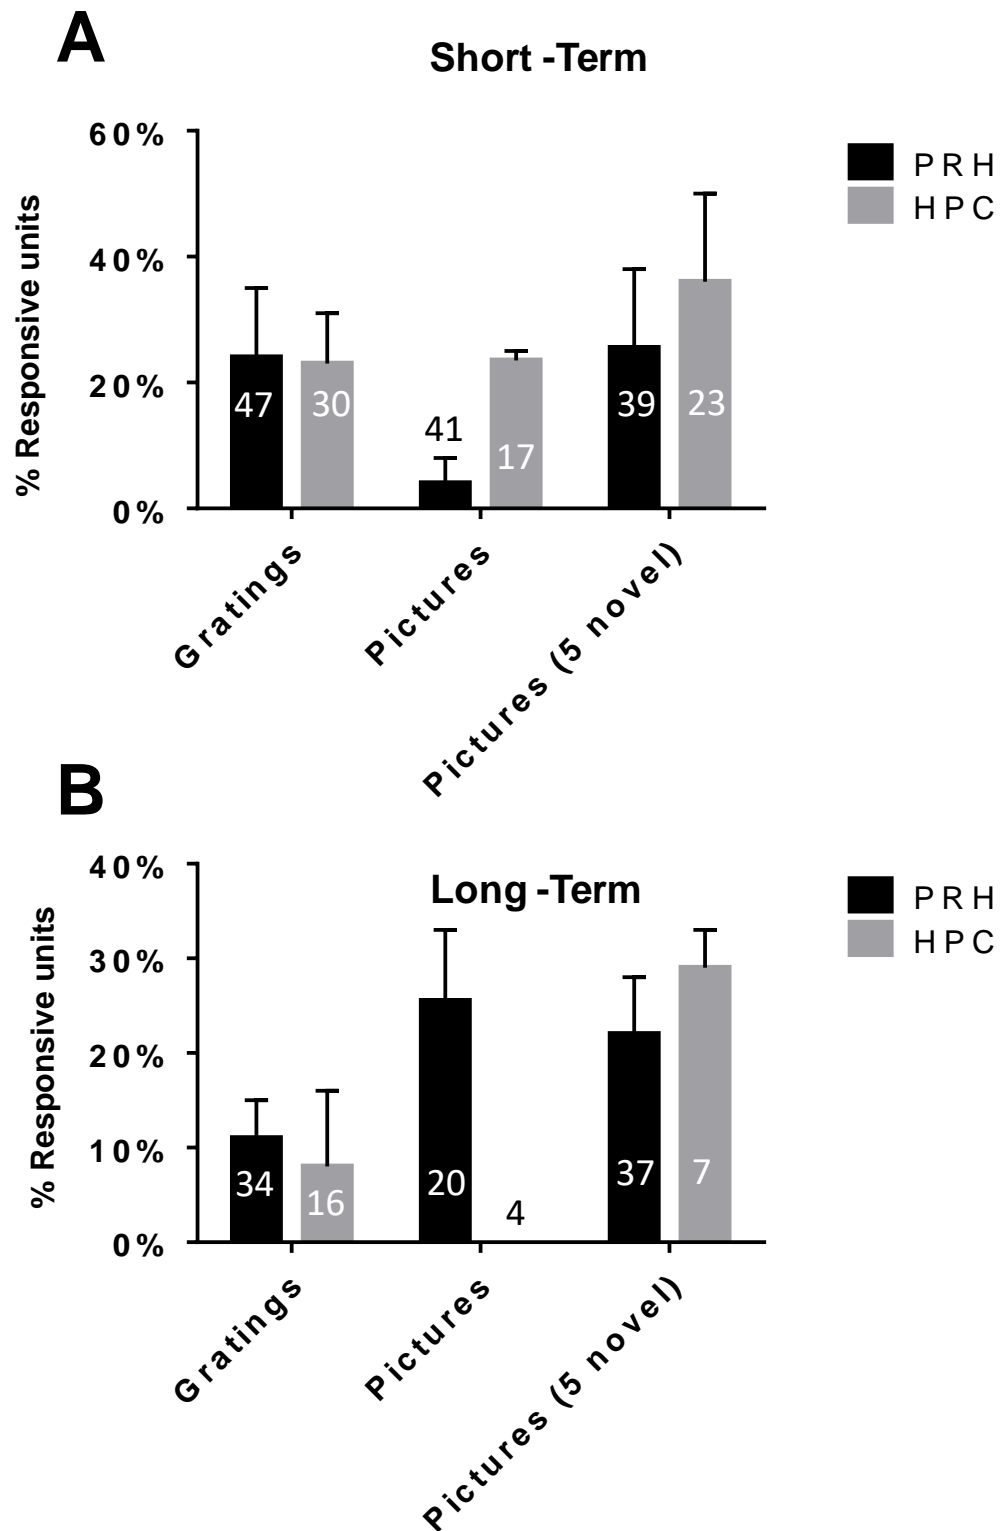 A
Short -Term
60%
40%
20%
0%
% Responsive units
PRH
HPC
47
30
41
17
39
23
Gratings
Pictures
Pictures (5 novel)
B
Long -Term
40%
30%
20%
10%
0%
% Responsive units
PRH
HPC
34
16
20
4
37
7
Gratings
Pictures
Pictures (5 novel)